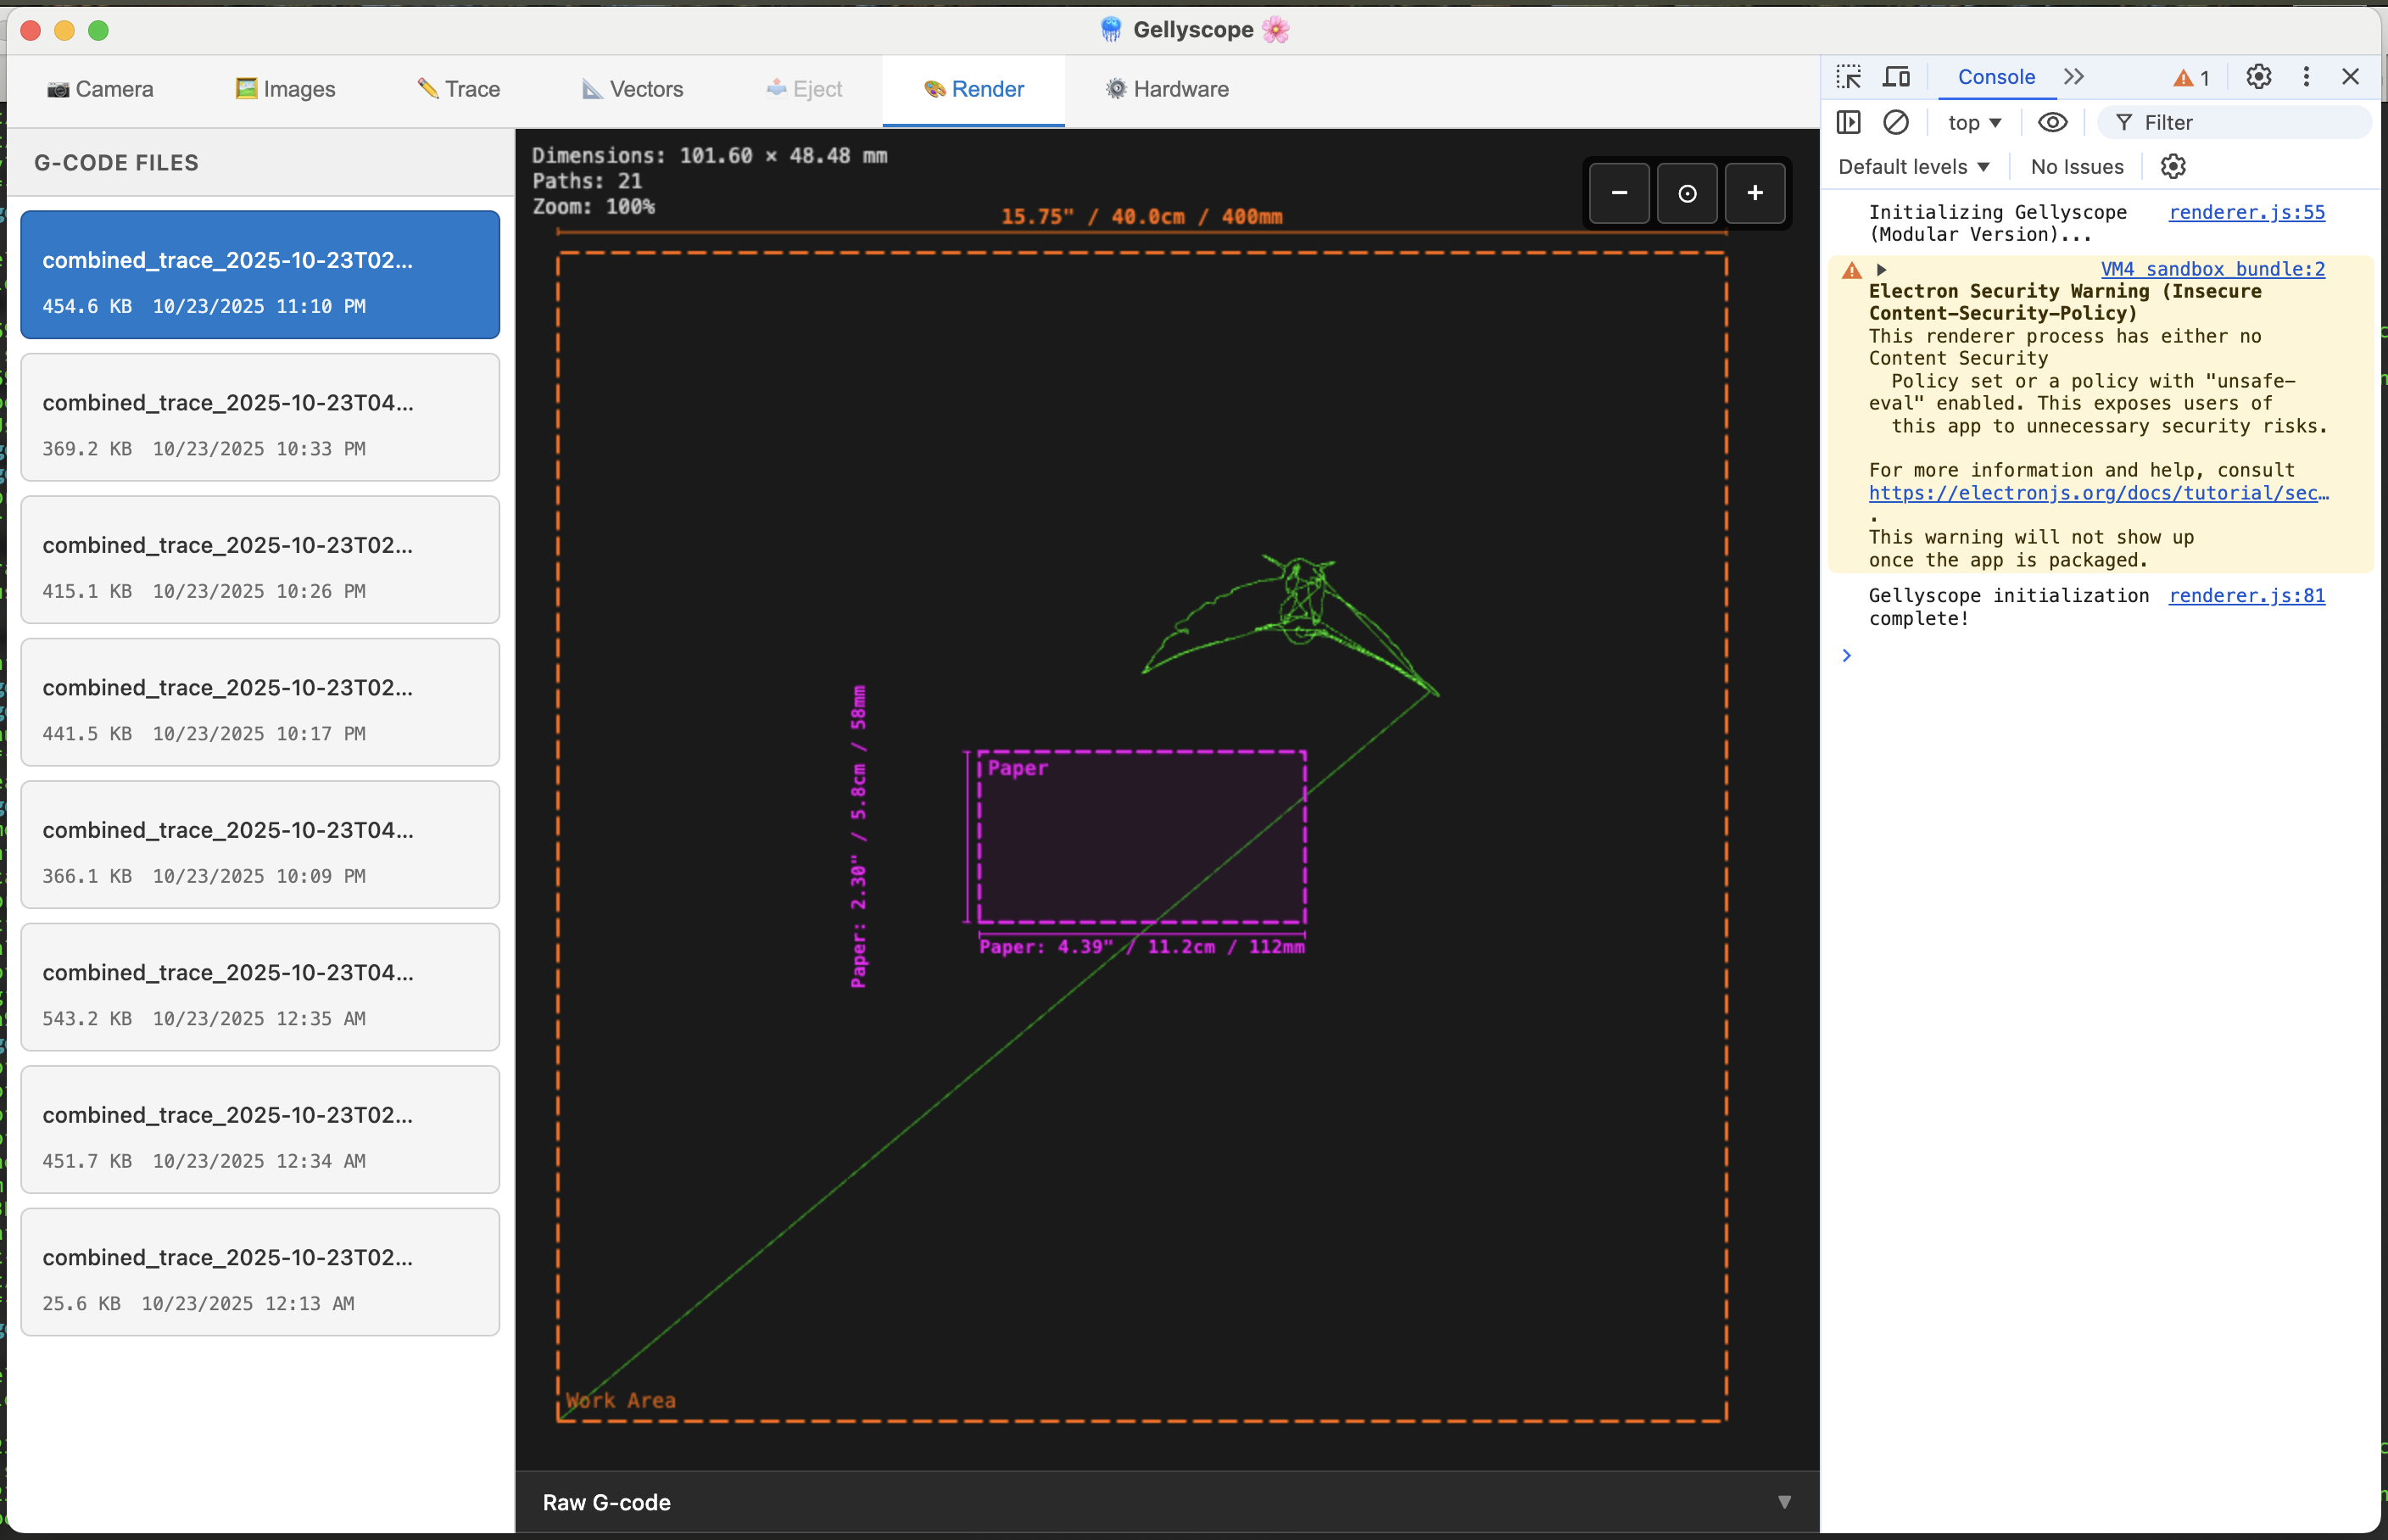 Gellyscope
Camera
Images
Trace
Vectors
Eject
Render
Hardware
G-CODE FILES
combined_trace_2025-10-23T02...
454.6 KB 10/23/2025 11:10 PM
combined_trace_2025-10-23T04...
369.2 KB 10/23/2025 10:33 PM
combined_trace_2025-10-23T02...
415.1 KB 10/23/2025 10:26 PM
combined_trace_2025-10-23T02...
441.5 KB 10/23/2025 10:17 PM
combined_trace_2025-10-23T04...
366.1 KB 10/23/2025 10:09 PM
combined_trace_2025-10-23T04...
543.2 KB 10/23/2025 12:35 AM
combined_trace_2025-10-23T02...
451.7 KB 10/23/2025 12:34 AM
combined_trace_2025-10-23T02...
25.6 KB 10/23/2025 12:13 AM
Dimensions: 101.60 × 48.48 mm
Paths: 21
Zoom: 100%
15.75" / 40.0cm / 400mm
Paper
Paper: 2.30" / 5.8cm / 58mm
Paper: 4.39" / 11.2cm / 112mm
Work Area
Raw G-code
Console
1
top
Filter
Default levels
No Issues
Initializing Gellyscope renderer.js:55
(Modular Version)...
VM4 sandbox_bundle:2
Electron Security Warning (Insecure
Content-Security-Policy)
This renderer process has either no
Content Security
Policy set or a policy with "unsafe-
eval" enabled. This exposes users of
this app to unnecessary security risks.
For more information and help, consult
https://electronjs.org/docs/tutorial/sec…
.
This warning will not show up
once the app is packaged.
Gellyscope initialization renderer.js:81
complete!